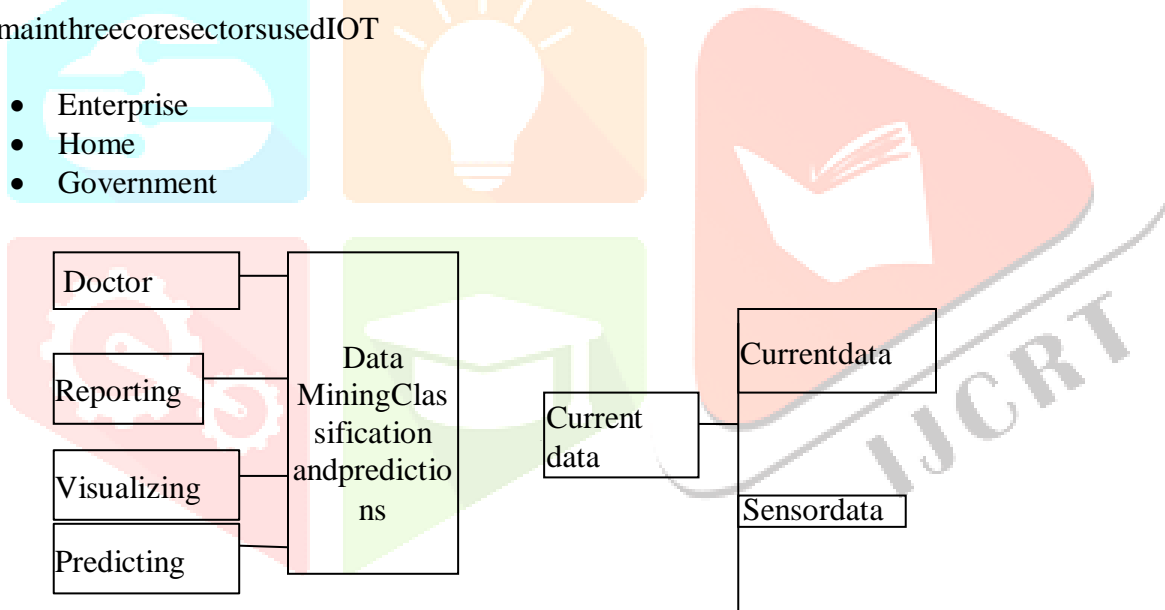 mainthreecoresectorsusedIOT
• Enterprise
• Home
• Government
Doctor
Reporting
Visualizing
Predicting
Data
MiningClas
sification
andpredictio
ns
Current
data
Currentdata
Sensordata
IJCRT